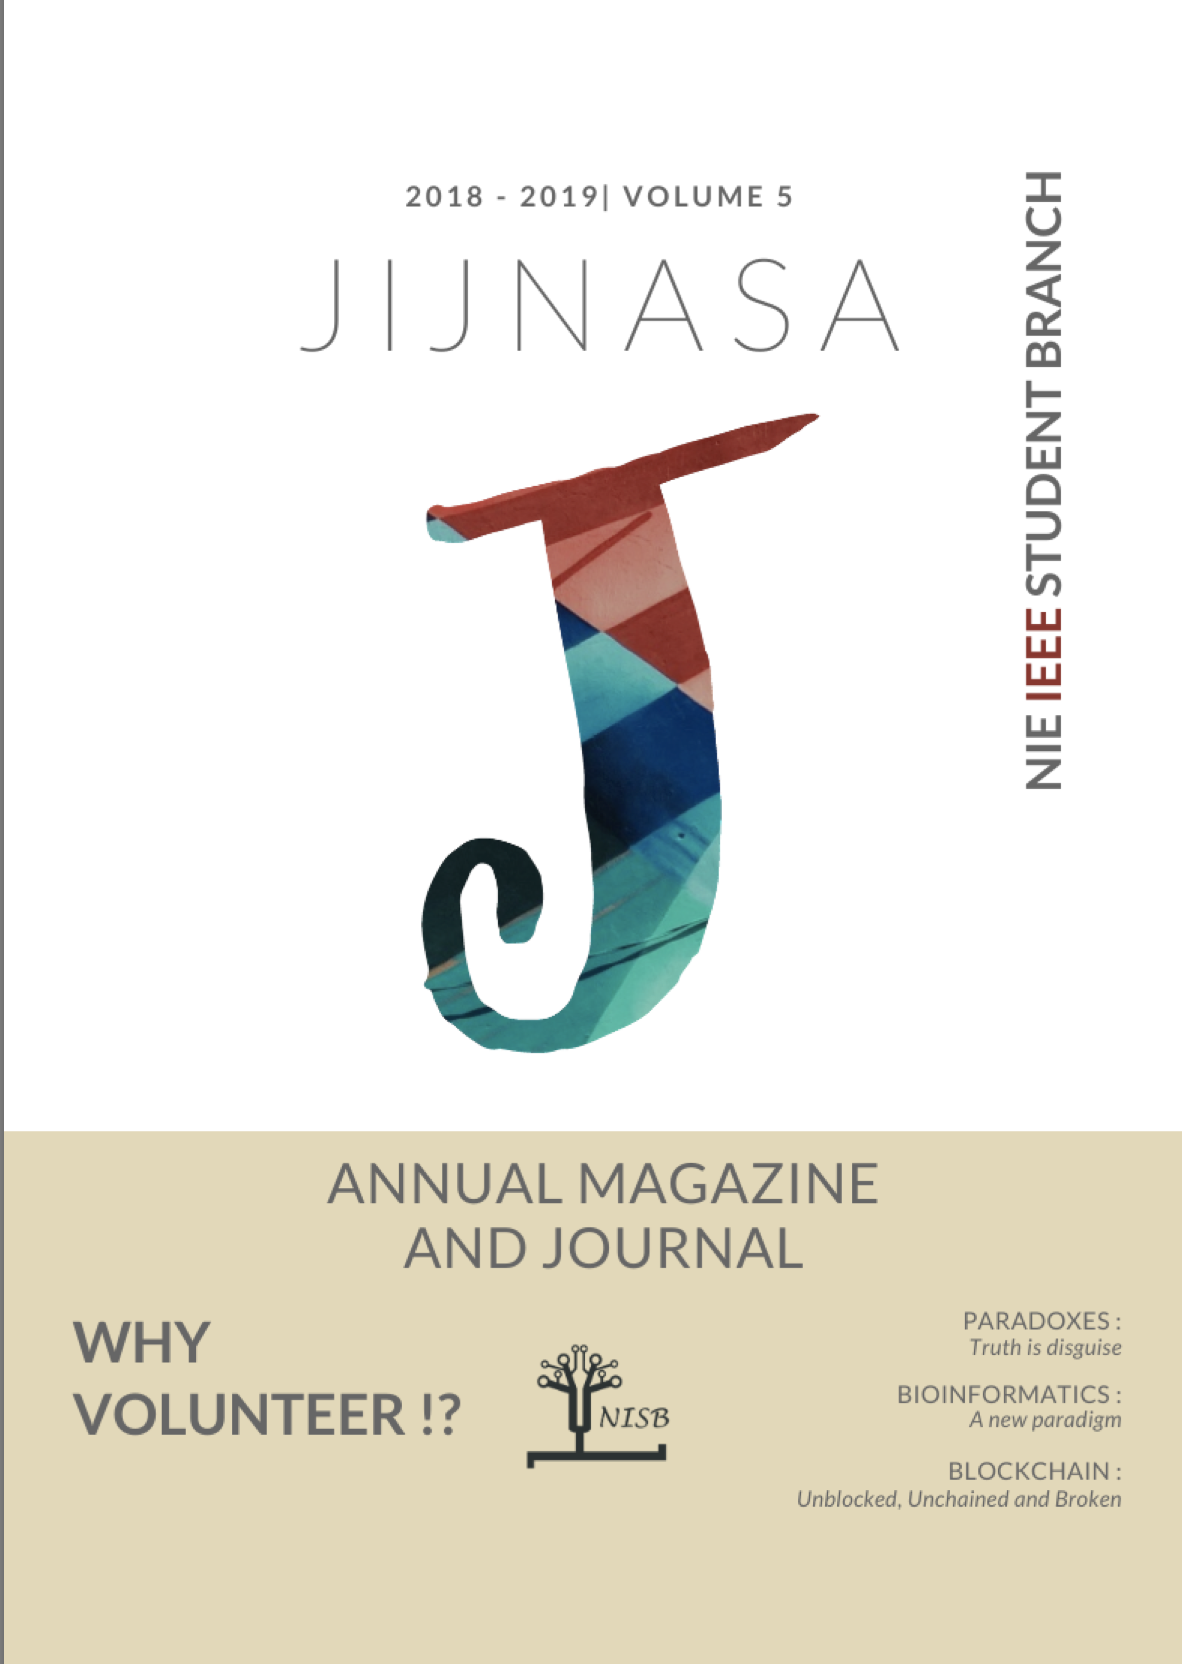 2018 - 2019| VOLUME 5
JIJNASA
NIE IEEE STUDENT BRANCH
J
ANNUAL MAGAZINE
AND JOURNAL
WHY
VOLUNTEER !?
NISB
PARADOXES :
Truth is disguise
BIOINFORMATICS :
A new paradigm
BLOCKCHAIN :
Unblocked, Unchained and Broken